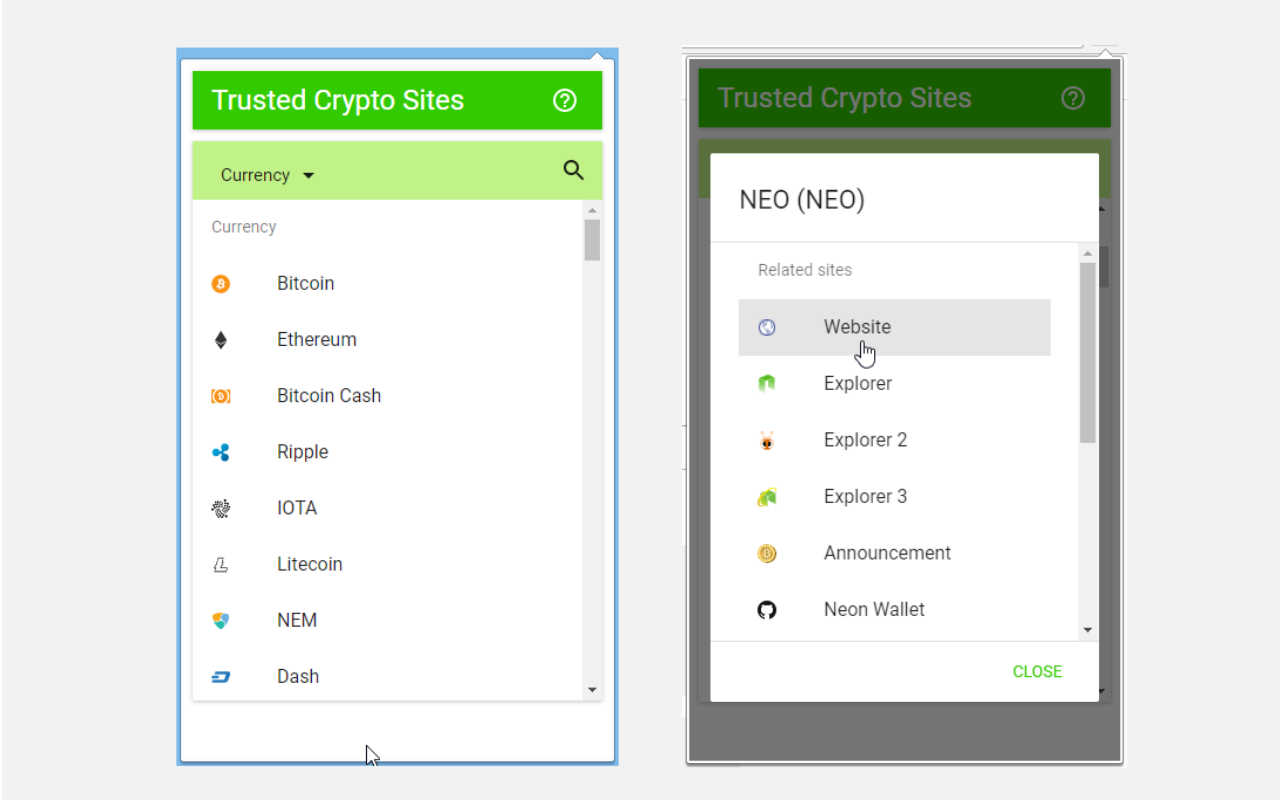 Trusted Crypto Sites
Currency
Currency
Bitcoin
Ethereum
Bitcoin Cash
Ripple
IOTA
Litecoin
NEM
Dash
Trusted Crypto Sites
NEO (NEO)
Related sites
Website
Explorer
Explorer 2
Explorer 3
Announcement
Neon Wallet
CLOSE